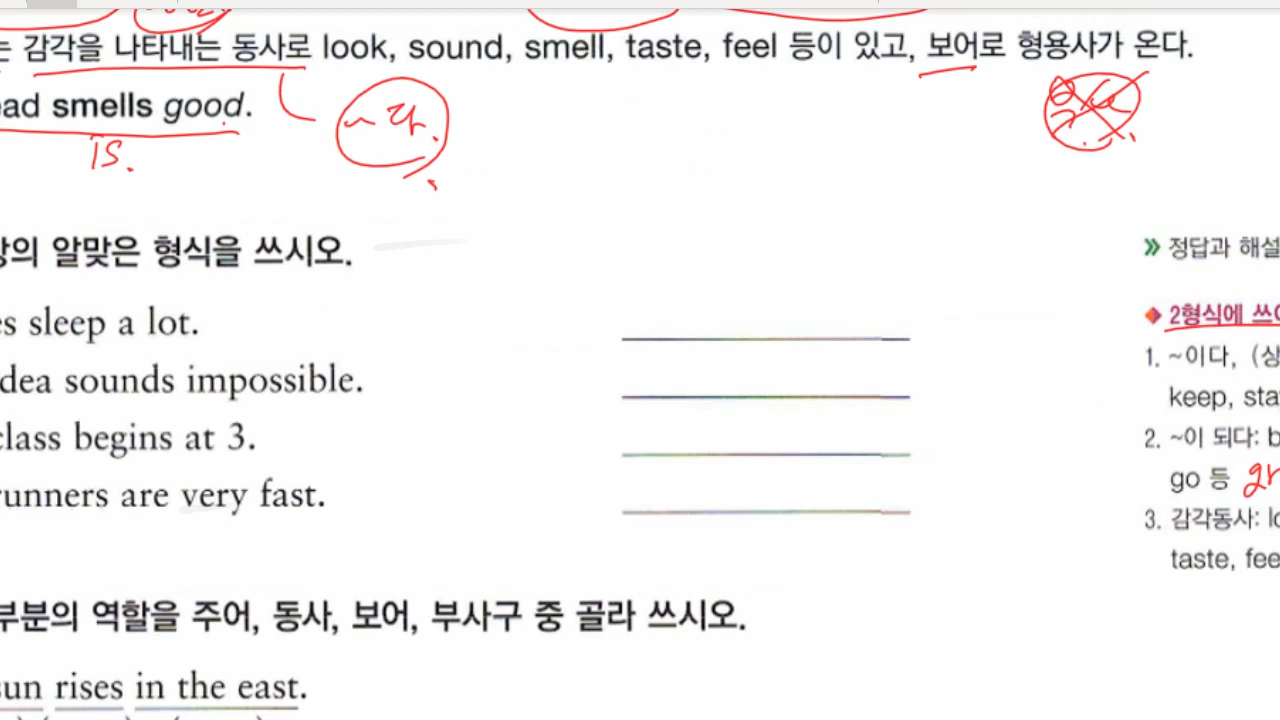 는 감각을 나타내는 동사로 look, sound, smell, taste, feel 등이 있고, 보어로 형용사가 온다.
ead smells good.
is.
의 알맞은 형식을 쓰시오.
es sleep a lot.
dea sounds impossible.
class begins at 3.
runners are very fast.
» 정답과 해설
◆ 2형식에 쓰이
1. ~이다, (상
keep, sta
2. ~이 되다: b
go 등 gr
3. 감각동사: lo
taste, fee
부분의 역할을 주어, 동사, 보어, 부사구 중 골라 쓰시오.
sun rises in the east.